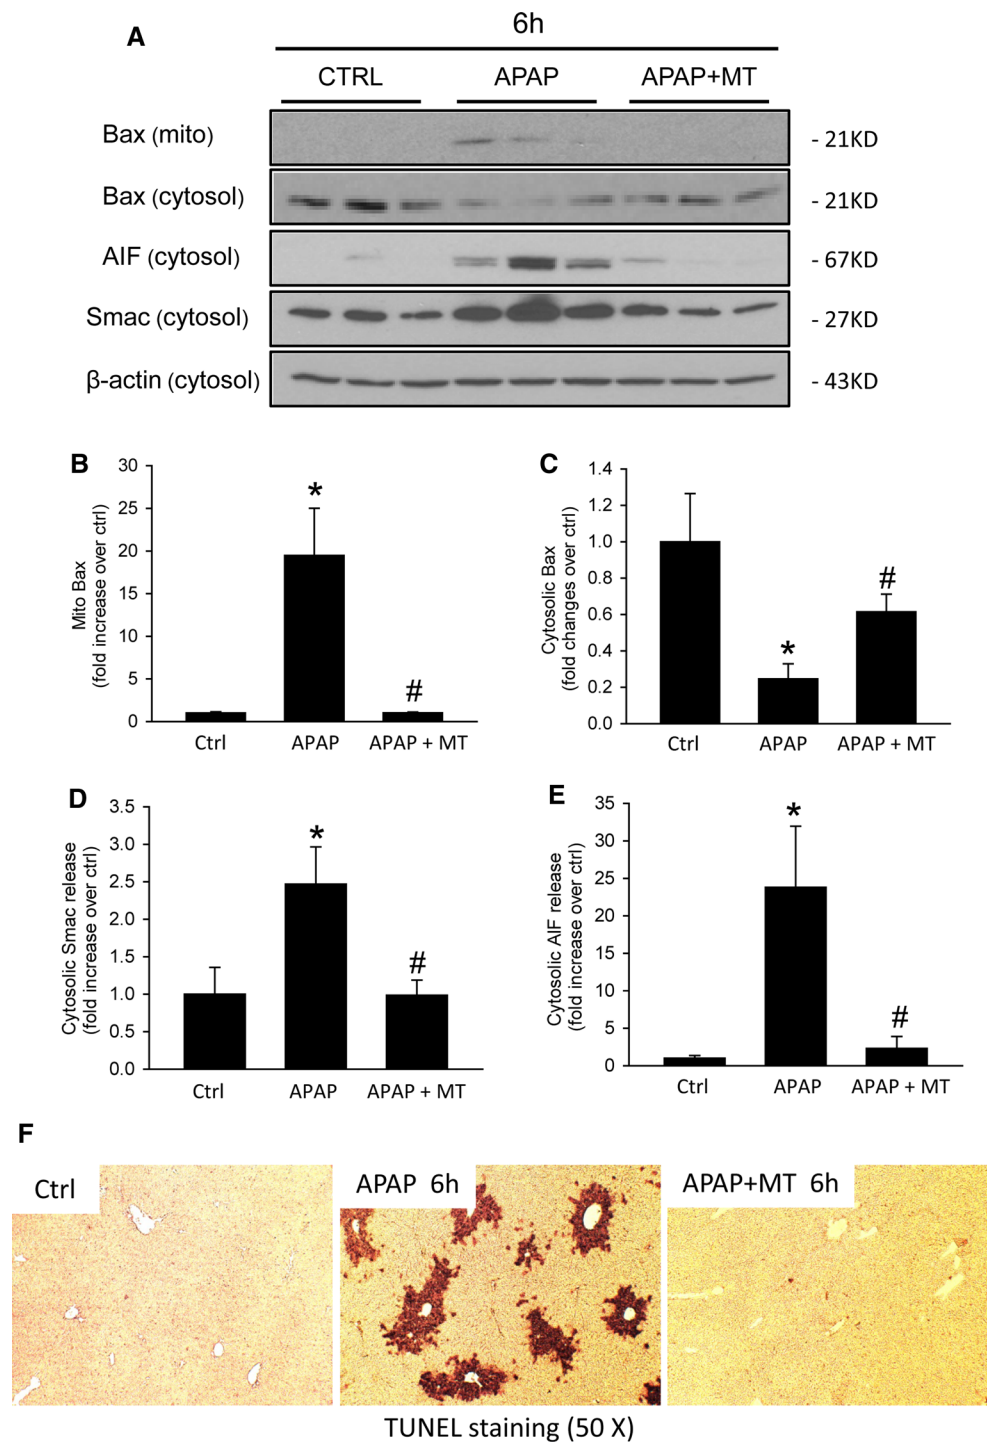 A
6h
CTRL APAP APAP+MT
Bax (mito) - 21KD
Bax (cytosol) - 21KD
AIF (cytosol) - 67KD
Smac (cytosol) - 27KD
β-actin (cytosol) - 43KD
B
Mito Bax
(fold increase over ctrl)
30
25
20
15
10
5
0
*
#
Ctrl APAP APAP + MT
C
Cytosolic Bax
(fold changes over ctrl)
1.4
1.2
1.0
0.8
0.6
0.4
0.2
0.0
*
#
Ctrl APAP APAP + MT
D
Cytosolic Smac release
(fold increase over ctrl)
3.5
3.0
2.5
2.0
1.5
1.0
0.5
0.0
*
#
Ctrl APAP APAP + MT
E
Cytosolic AIF release
(fold increase over ctrl)
35
30
25
20
15
10
5
0
*
#
Ctrl APAP APAP + MT
F
Ctrl APAP 6h APAP+MT 6h
TUNEL staining (50 X)